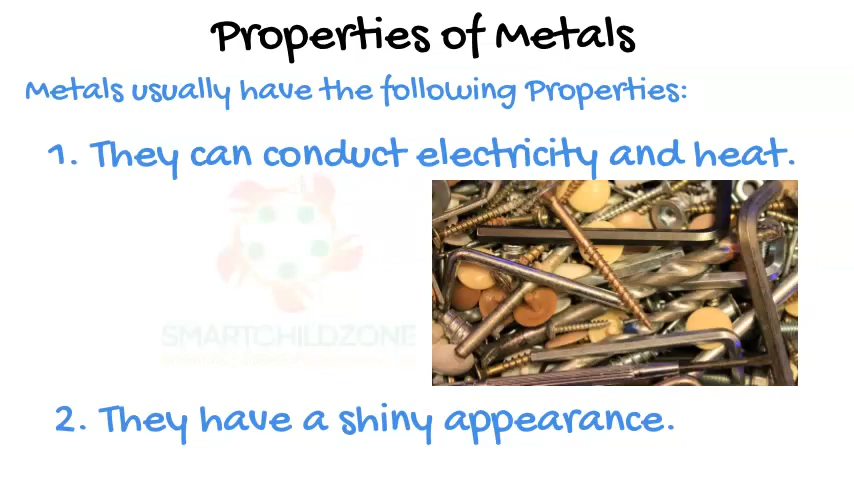 Properties of Metals
Metals usually have the following Properties:
1. They can conduct electricity and heat.
SMARTCHILDZONE
2. They have a shiny appearance.